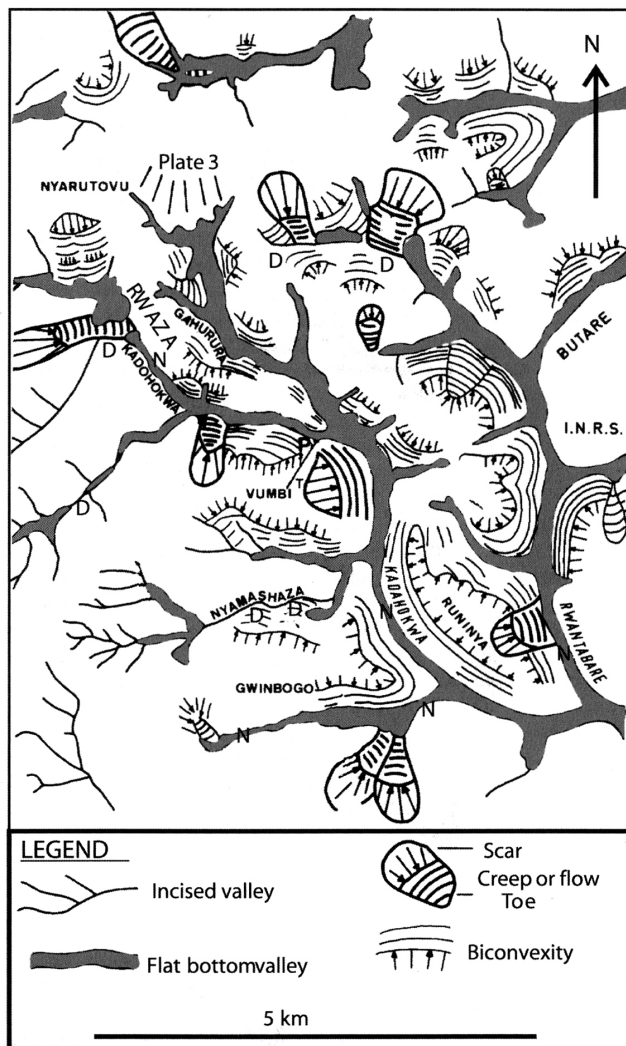 N
Plate 3
NYARUTOVU
D
D
RWAZA
GAHURURA
BUTARE
D
N
KADOHOKWA
I.N.R.S.
P
VUMBI
T
D
NYAMASHAZA
D
D
KADAHOKWA
N
RUNINYA
RWANTABARE
N
GWINBOGO
N
N
LEGEND
Incised valley
Flat bottomvalley
Scar
Creep or flow
Toe
Biconvexity
5 km